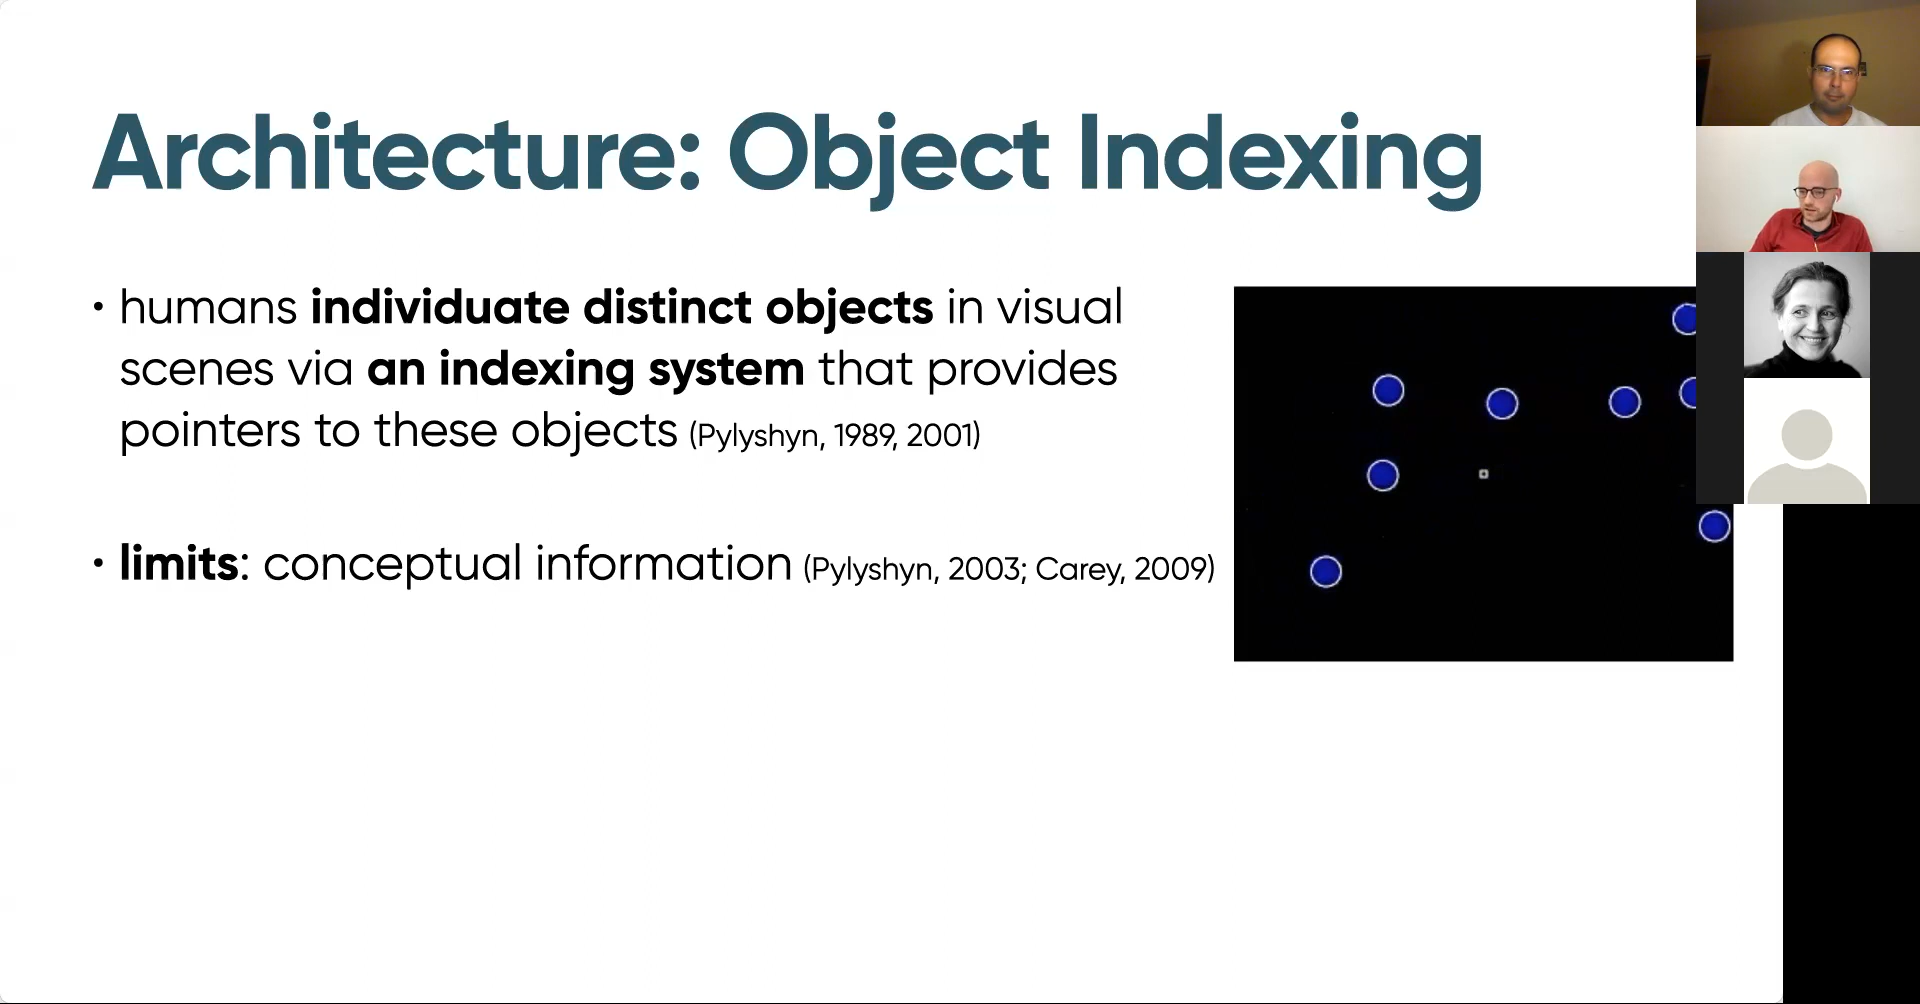 Architecture: Object Indexing
• humans individuate distinct objects in visual
scenes via an indexing system that provides
pointers to these objects (Pylyshyn, 1989, 2001)
• limits: conceptual information (Pylyshyn, 2003; Carey, 2009)